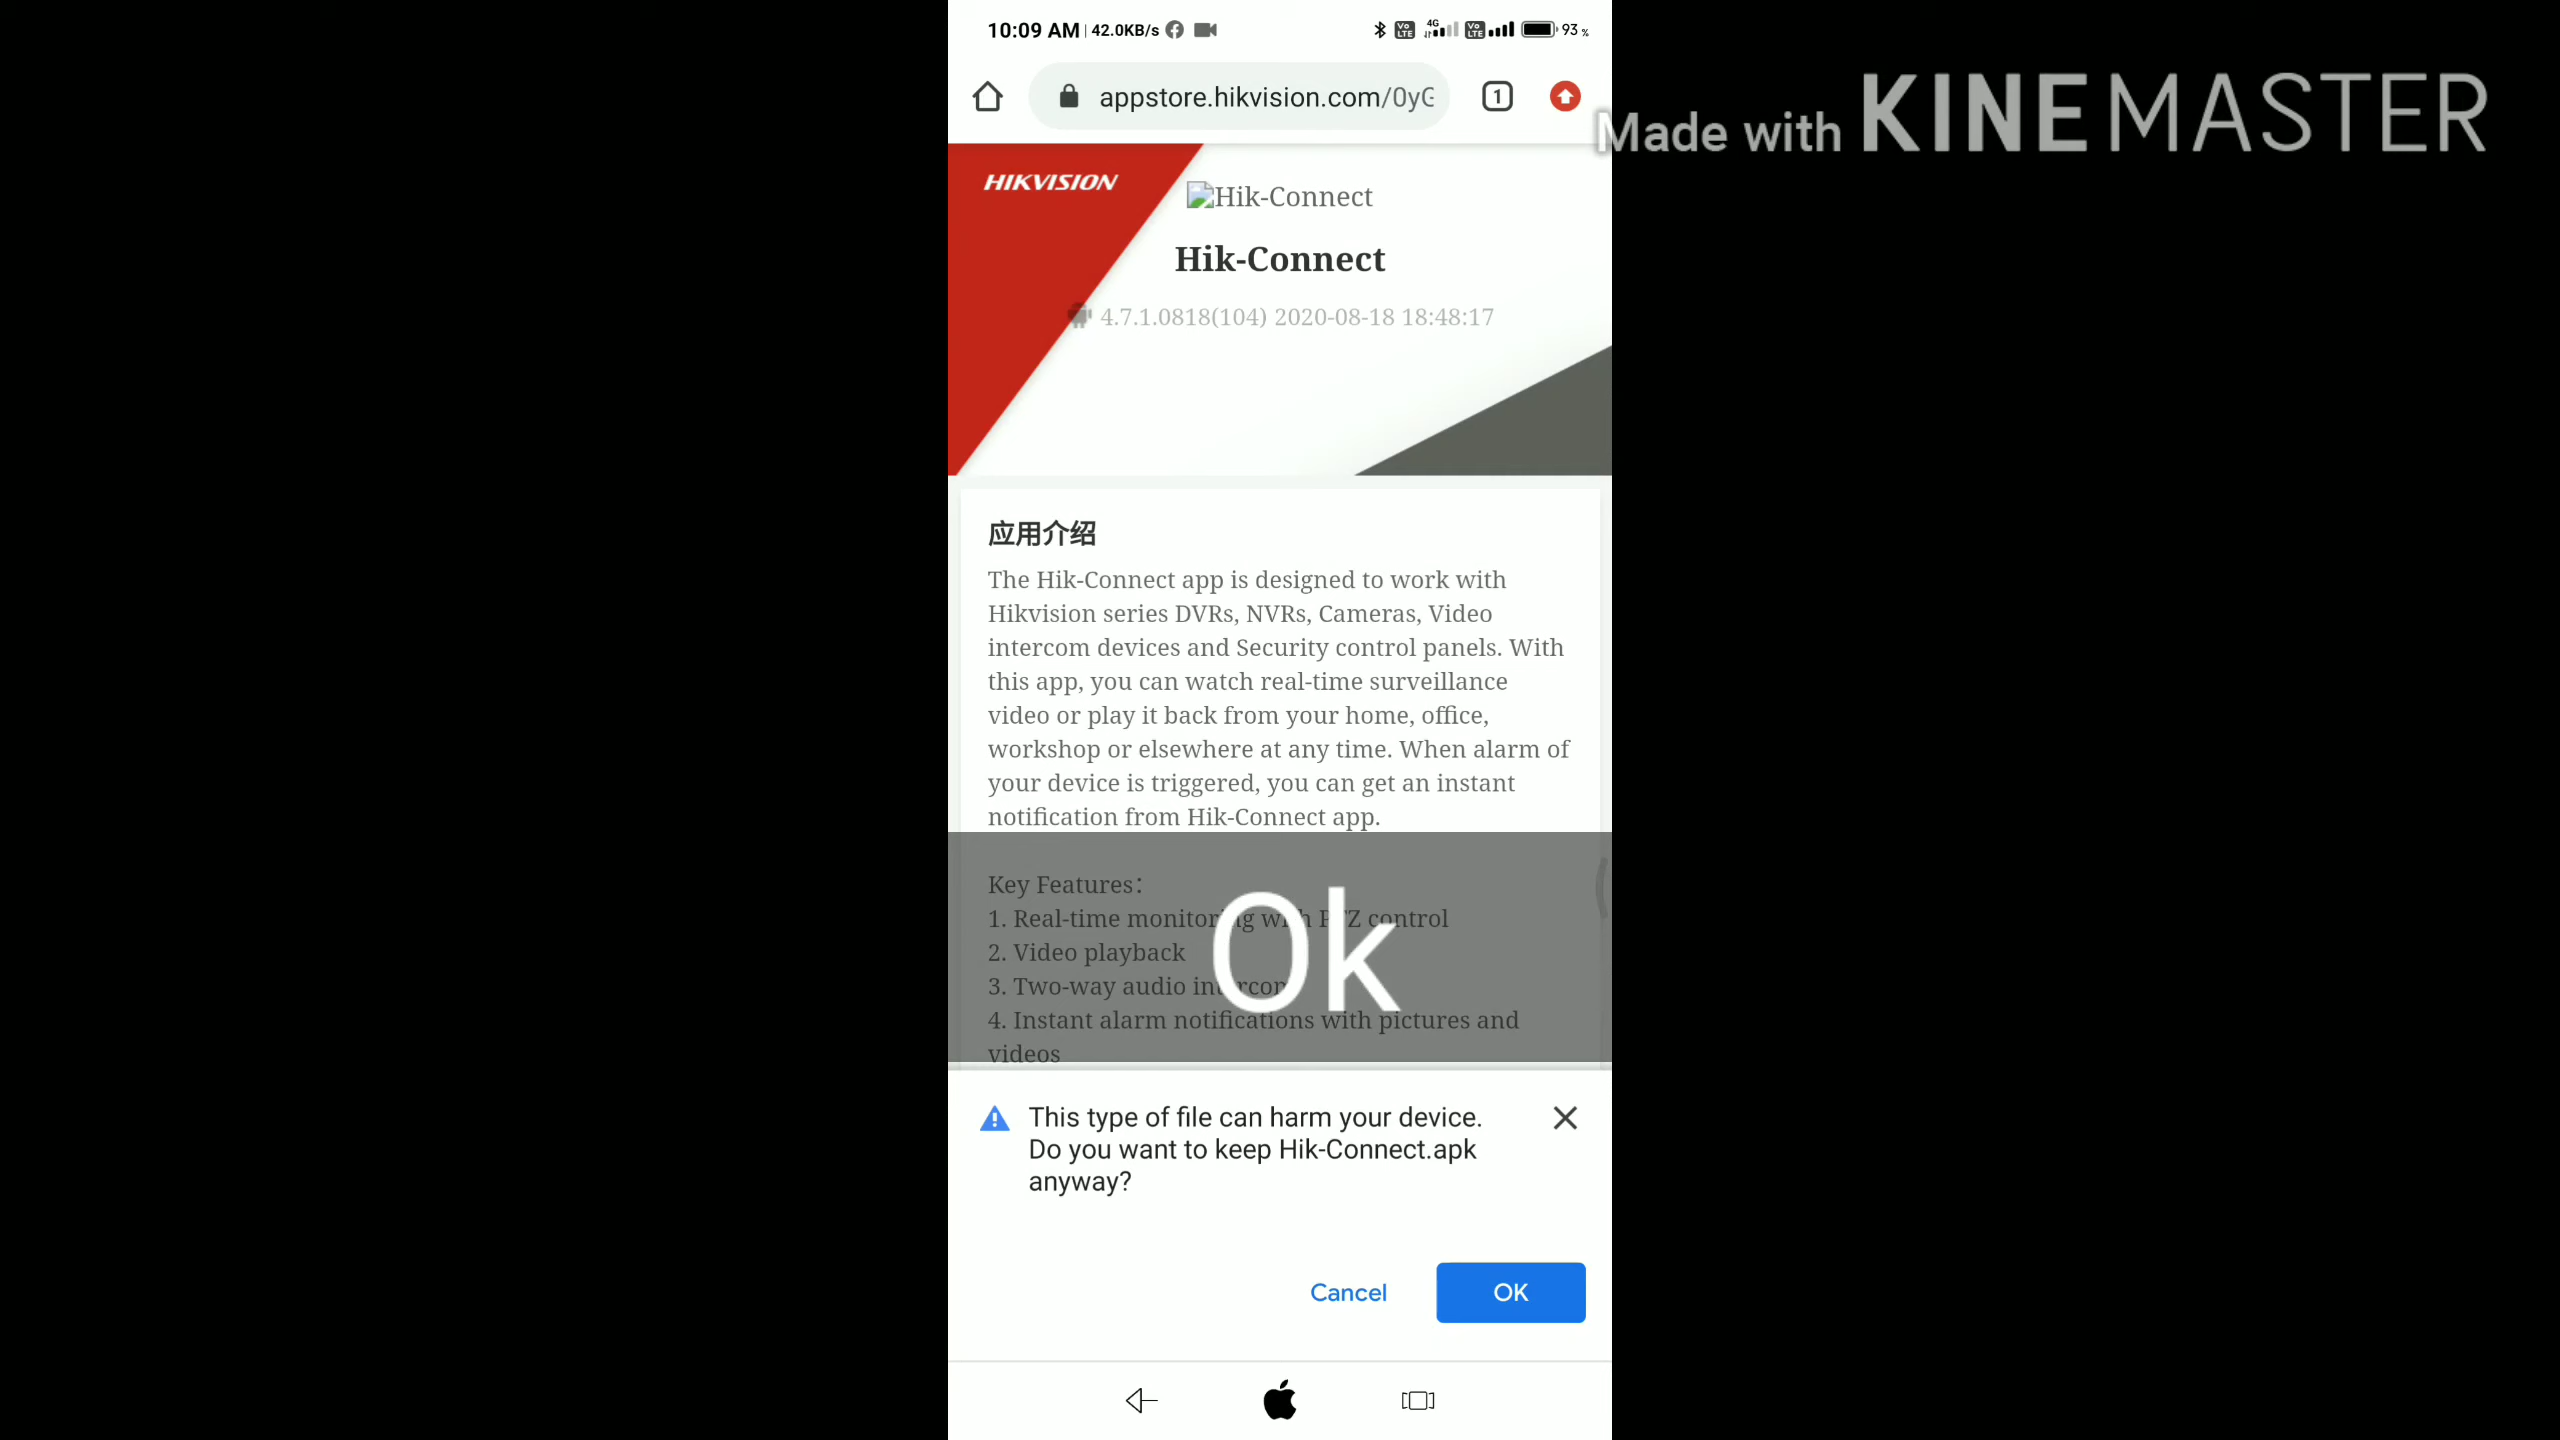 10:09 AM 42.0KB/s 93 %
appstore.hikvision.com/0yC
1
Made with KINEMASTER
HIKVISION
Hik-Connect
Hik-Connect
4.7.1.0818(104) 2020-08-18 18:48:17
应用介绍
The Hik-Connect app is designed to work with
Hikvision series DVRs, NVRs, Cameras, Video
intercom devices and Security control panels. With
this app, you can watch real-time surveillance
video or play it back from your home, office,
workshop or elsewhere at any time. When alarm of
your device is triggered, you can get an instant
notification from Hik-Connect app.
Key Features：
1. Real-time monitoring with PTZ control
2. Video playback
3. Two-way audio intercom
4. Instant alarm notifications with pictures and
videos
Ok
This type of file can harm your device.
Do you want to keep Hik-Connect.apk
anyway?
Cancel
OK